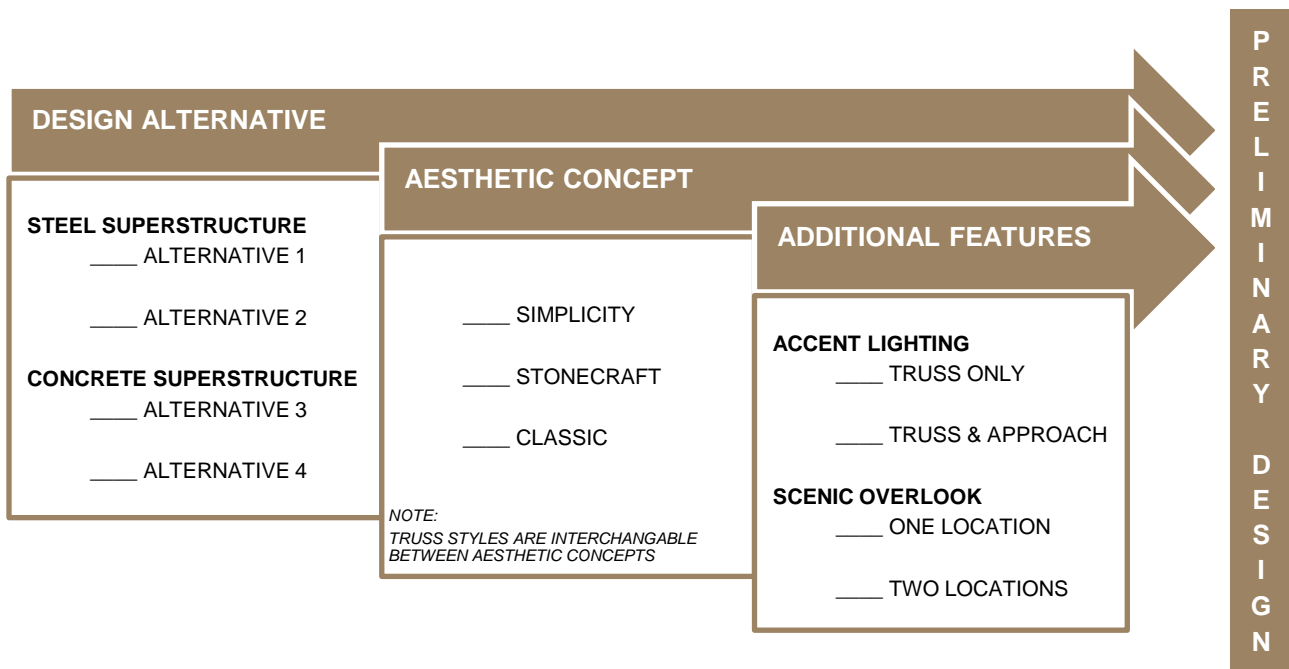 DESIGN ALTERNATIVE
STEEL SUPERSTRUCTURE
____ ALTERNATIVE 1
____ ALTERNATIVE 2
CONCRETE SUPERSTRUCTURE
____ ALTERNATIVE 3
____ ALTERNATIVE 4
AESTHETIC CONCEPT
____ SIMPLICITY
____ STONECRAFT
____ CLASSIC
NOTE:
TRUSS STYLES ARE INTERCHANGABLE
BETWEEN AESTHETIC CONCEPTS
ADDITIONAL FEATURES
ACCENT LIGHTING
____ TRUSS ONLY
____ TRUSS & APPROACH
SCENIC OVERLOOK
____ ONE LOCATION
____ TWO LOCATIONS
PRELIMINARY DESIGN